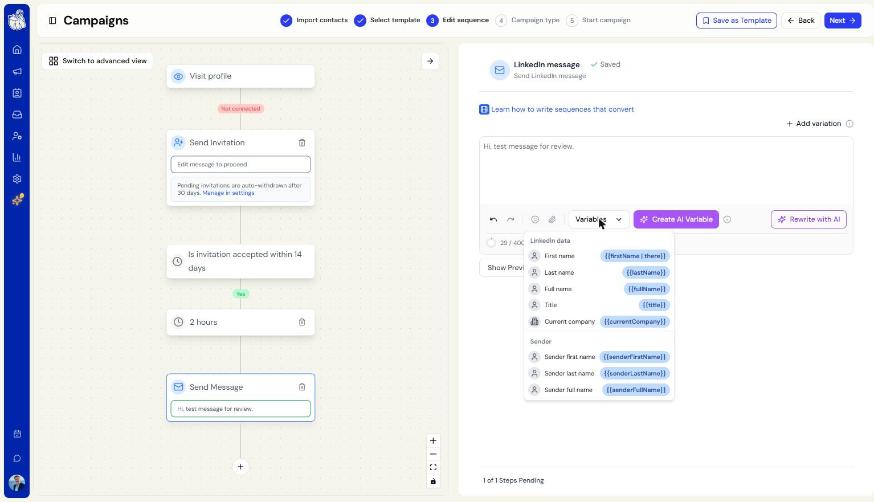 Campaigns
Import contacts
Select template
3 Edit sequence
4 Campaign type
5 Start campaign
Save as Template
Back
Next
Switch to advanced view
Visit profile
Not connected
Send Invitation
Edit message to proceed
Pending invitations are auto-withdrawn after
30 days. Manage in settings
Is invitation accepted within 14
days
Yes
2 hours
Send Message
Hi, test message for review.
LinkedIn message
Saved
Send LinkedIn message
Learn how to write sequences that convert
Add variation
Hi, test message for review.
Variables
Create AI Variable
Rewrite with AI
Show Previ
LinkedIn data
First name {{firstName | there}}
Last name {{lastName}}
Full name {{fullName}}
Title {{title}}
Current company {{currentCompany}}
Sender
Sender first name {{senderFirstName}}
Sender last name {{senderLastName}}
Sender full name {{senderFullName}}
1 of 1 Steps Pending